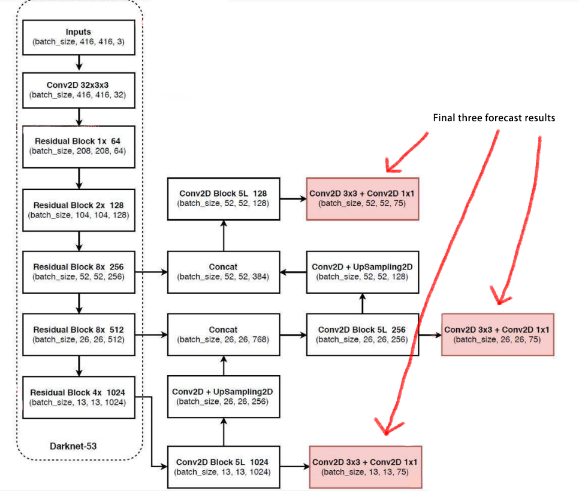 Inputs
(batch_size, 416, 416, 3)
Conv2D 32x3x3
(batch_size, 416, 416, 32)
Residual Block 1x 64
(batch_size, 208, 208, 64)
Residual Block 2x 128
(batch_size, 104, 104, 128)
Residual Block 8x 256
(batch_size, 52, 52, 256)
Residual Block 8x 512
(batch_size, 26, 26, 512)
Residual Block 4x 1024
(batch_size, 13, 13, 1024)
Darknet-53
Final three forecast results
Conv2D Block 5L 128
(batch_size, 52, 52, 128)
Conv2D 3x3 + Conv2D 1x1
(batch_size, 52, 52, 75)
Concat
(batch_size, 52, 52, 384)
Conv2D + UpSampling2D
(batch_size, 52, 52, 128)
Concat
(batch_size, 26, 26, 768)
Conv2D Block 5L 256
(batch_size, 26, 26, 256)
Conv2D 3x3 + Conv2D 1x1
(batch_size, 26, 26, 75)
Conv2D + UpSampling2D
(batch_size, 26, 26, 256)
Conv2D Block 5L 1024
(batch_size, 13, 13, 1024)
Conv2D 3x3 + Conv2D 1x1
(batch_size, 13, 13, 75)